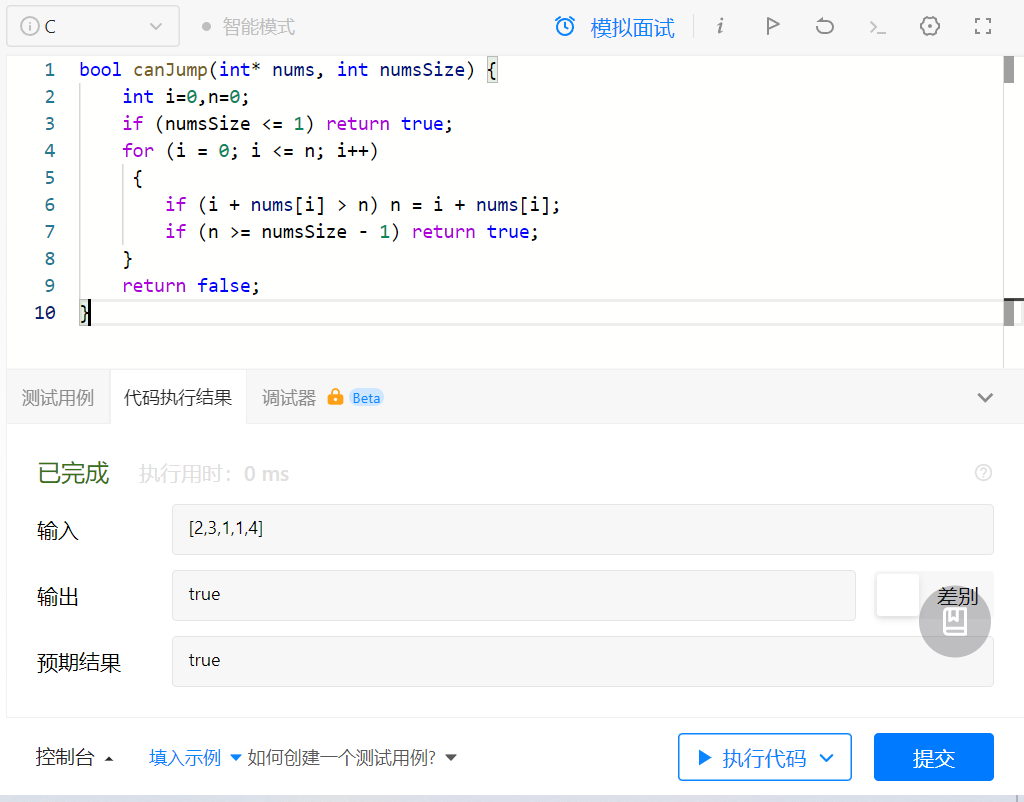 C 智能模式 模拟面试
1 bool canJump(int* nums, int numsSize) {
2 int i=0,n=0;
3 if (numsSize <= 1) return true;
4 for (i = 0; i <= n; i++)
5 {
6 if (i + nums[i] > n) n = i + nums[i];
7 if (n >= numsSize - 1) return true;
8 }
9 return false;
10 }
测试用例 代码执行结果 调试器 Beta
已完成 执行用时: 0 ms
输入 [2,3,1,1,4]
输出 true 差别
预期结果 true
控制台 填入示例 如何创建一个测试用例? 执行代码 提交